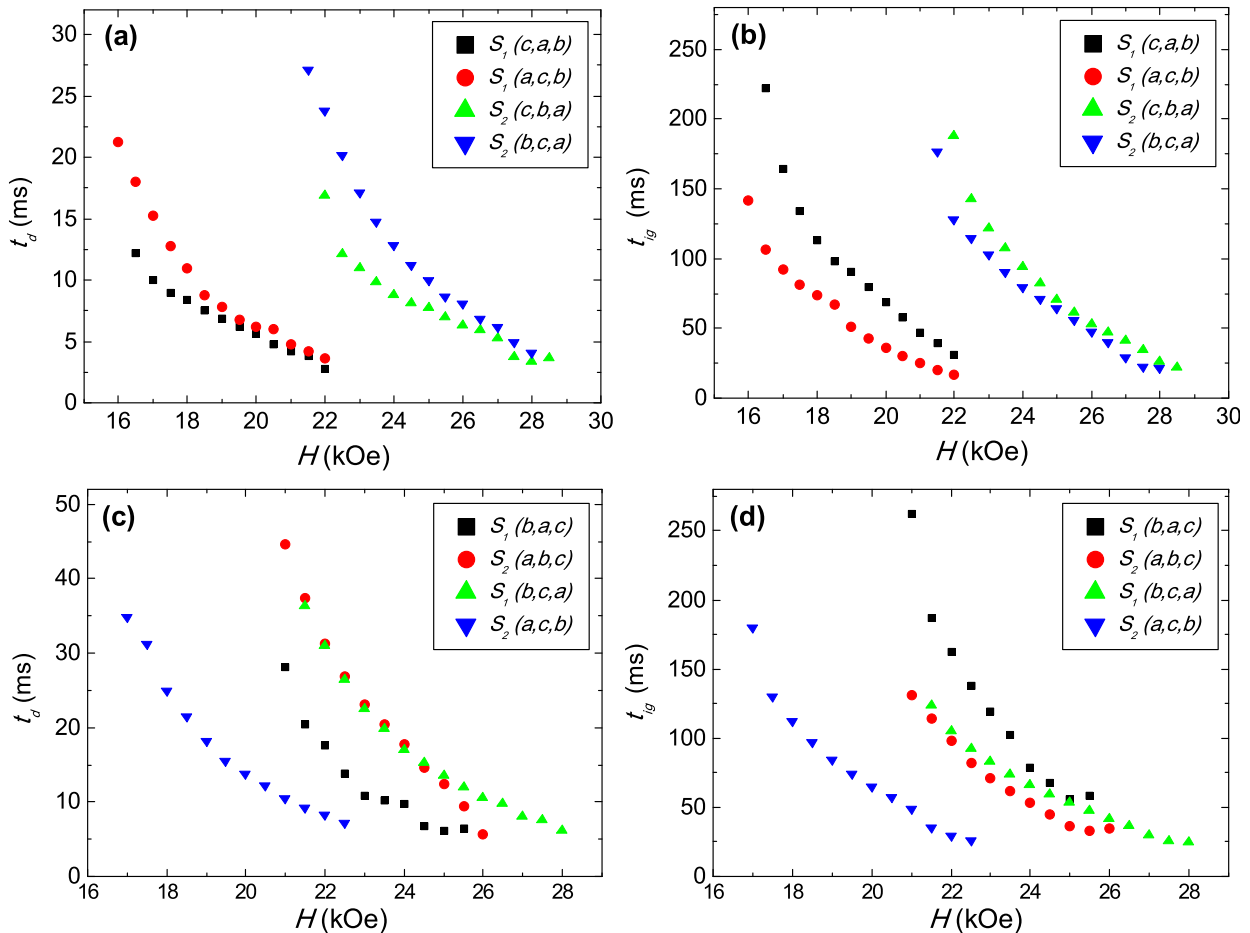 (a)
S₁ (c,a,b)
S₁ (a,c,b)
S₂ (c,b,a)
S₂ (b,c,a)
30
25
20
15
10
5
0
t_d (ms)
16 18 20 22 24 26 28 30
H (kOe)
(b)
S₁ (c,a,b)
S₁ (a,c,b)
S₂ (c,b,a)
S₂ (b,c,a)
250
200
150
100
50
0
t_ig (ms)
16 18 20 22 24 26 28 30
H (kOe)
(c)
S₁ (b,a,c)
S₂ (a,b,c)
S₁ (b,c,a)
S₂ (a,c,b)
50
40
30
20
10
0
t_d (ms)
16 18 20 22 24 26 28
H (kOe)
(d)
S₁ (b,a,c)
S₂ (a,b,c)
S₁ (b,c,a)
S₂ (a,c,b)
250
200
150
100
50
0
t_ig (ms)
16 18 20 22 24 26 28
H (kOe)